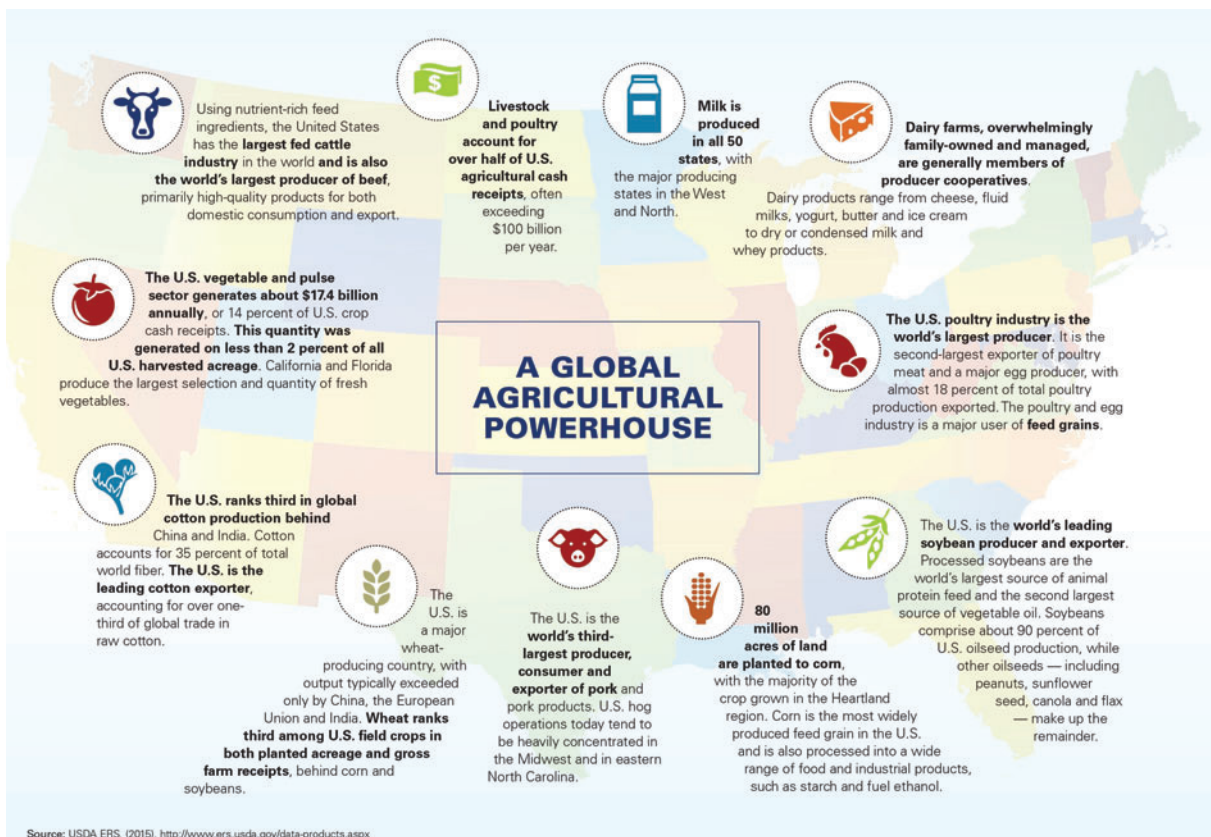 Using nutrient-rich feed
ingredients, the United States
has the largest fed cattle
industry in the world and is also
the world's largest producer of beef,
primarily high-quality products for both
domestic consumption and export.
$
Livestock
and poultry
account for
over half of U.S.
agricultural cash
receipts, often
exceeding
$100 billion
per year.
Milk is
produced
in all 50
states, with
the major producing
states in the West
and North.
Dairy farms, overwhelmingly
family-owned and managed,
are generally members of
producer cooperatives.
Dairy products range from cheese, fluid
milks, yogurt, butter and ice cream
to dry or condensed milk and
whey products.
The U.S. vegetable and pulse
sector generates about $17.4 billion
annually, or 14 percent of U.S. crop
cash receipts. This quantity was
generated on less than 2 percent of all
U.S. harvested acreage. California and Florida
produce the largest selection and quantity of fresh
vegetables.
A GLOBAL
AGRICULTURAL
POWERHOUSE
The U.S. poultry industry is the
world's largest producer. It is the
second-largest exporter of poultry
meat and a major egg producer, with
almost 18 percent of total poultry
production exported. The poultry and egg
industry is a major user of feed grains.
The U.S. ranks third in global
cotton production behind
China and India. Cotton
accounts for 35 percent of total
world fiber. The U.S. is the
leading cotton exporter,
accounting for over one-
third of global trade in
raw cotton.
The
U.S. is
a major
wheat-
producing country, with
output typically exceeded
only by China, the European
Union and India. Wheat ranks
third among U.S. field crops in
both planted acreage and gross
farm receipts, behind corn and
soybeans.
The U.S. is the
world's third-
largest producer,
consumer and
exporter of pork and
pork products. U.S. hog
operations today tend to
be heavily concentrated in
the Midwest and in eastern
North Carolina.
80
million
acres of land
are planted to corn,
with the majority of the
crop grown in the Heartland
region. Corn is the most widely
produced feed grain in the U.S.
and is also processed into a wide
range of food and industrial products,
such as starch and fuel ethanol.
The U.S. is the world's leading
soybean producer and exporter.
Processed soybeans are the
world's largest source of animal
protein feed and the second largest
source of vegetable oil. Soybeans
comprise about 90 percent of
U.S. oilseed production, while
other oilseeds — including
peanuts, sunflower
seed, canola and flax
— make up the
remainder.
Source: USDA ERS. (2015). http://www.ers.usda.gov/data-products.aspx